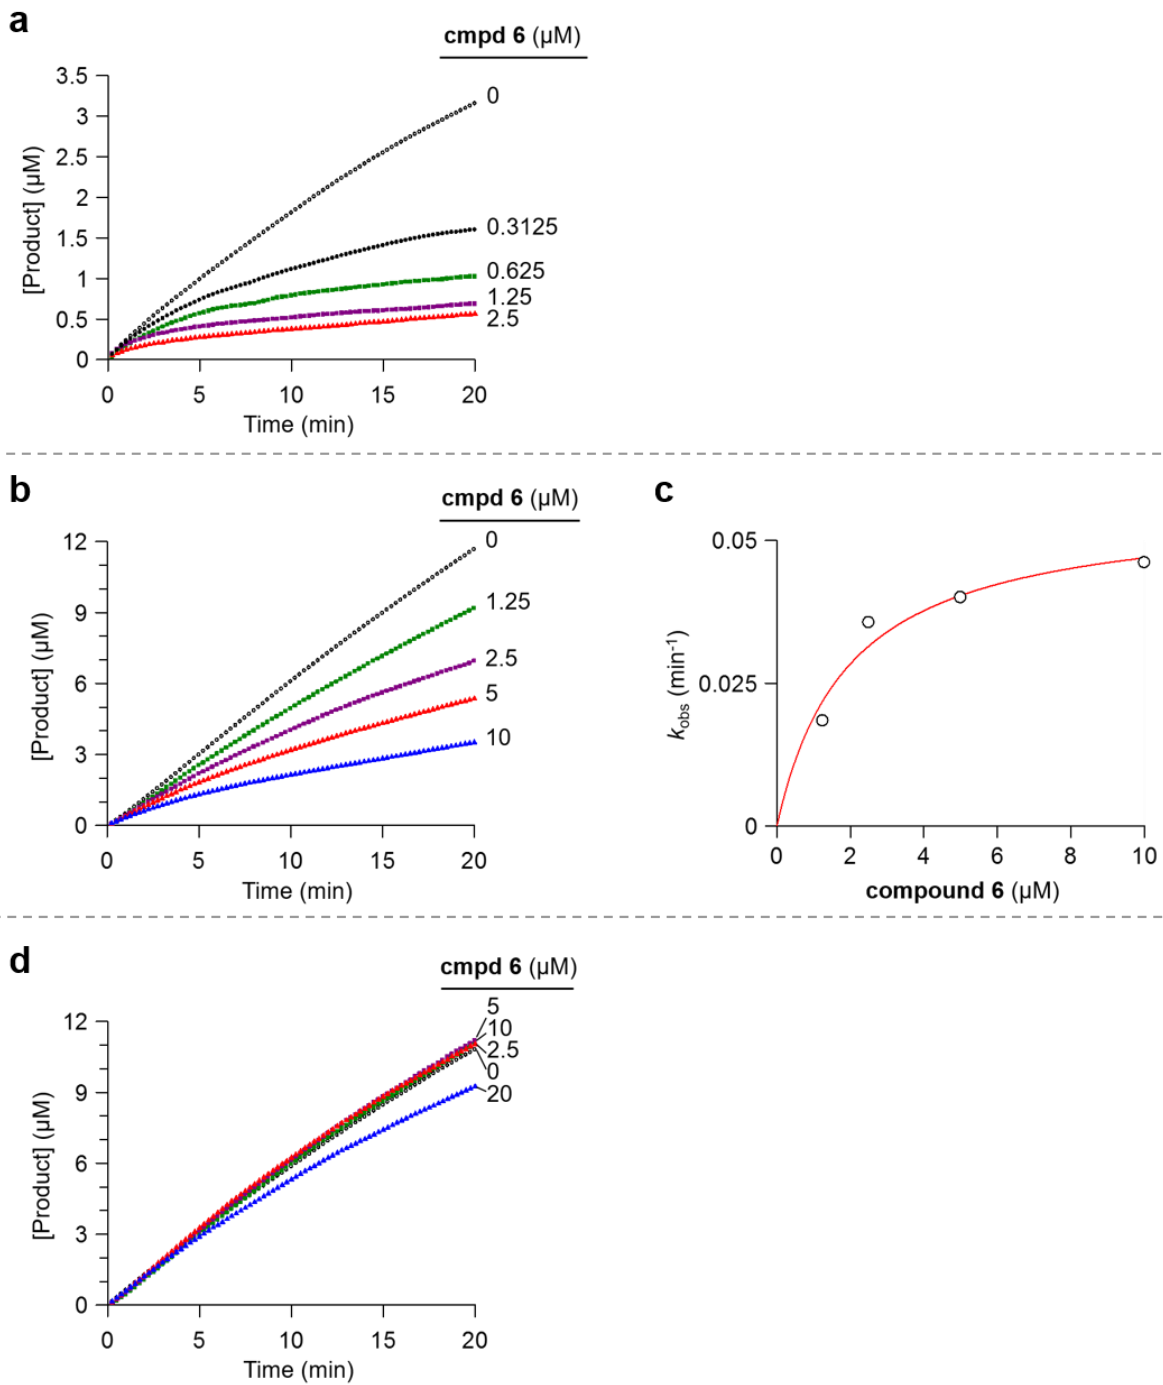 a
cmpd 6 (µM)
3.5
3
2.5
2
1.5
1
0.5
0
[Product] (µM)
0
0.3125
0.625
1.25
2.5
0 5 10 15 20
Time (min)
b
cmpd 6 (µM)
12
9
6
3
0
[Product] (µM)
0
1.25
2.5
5
10
0 5 10 15 20
Time (min)
c
0.05
0.025
0
kobs (min-1)
0 2 4 6 8 10
compound 6 (µM)
d
cmpd 6 (µM)
12
9
6
3
0
[Product] (µM)
5
10
2.5
0
20
0 5 10 15 20
Time (min)